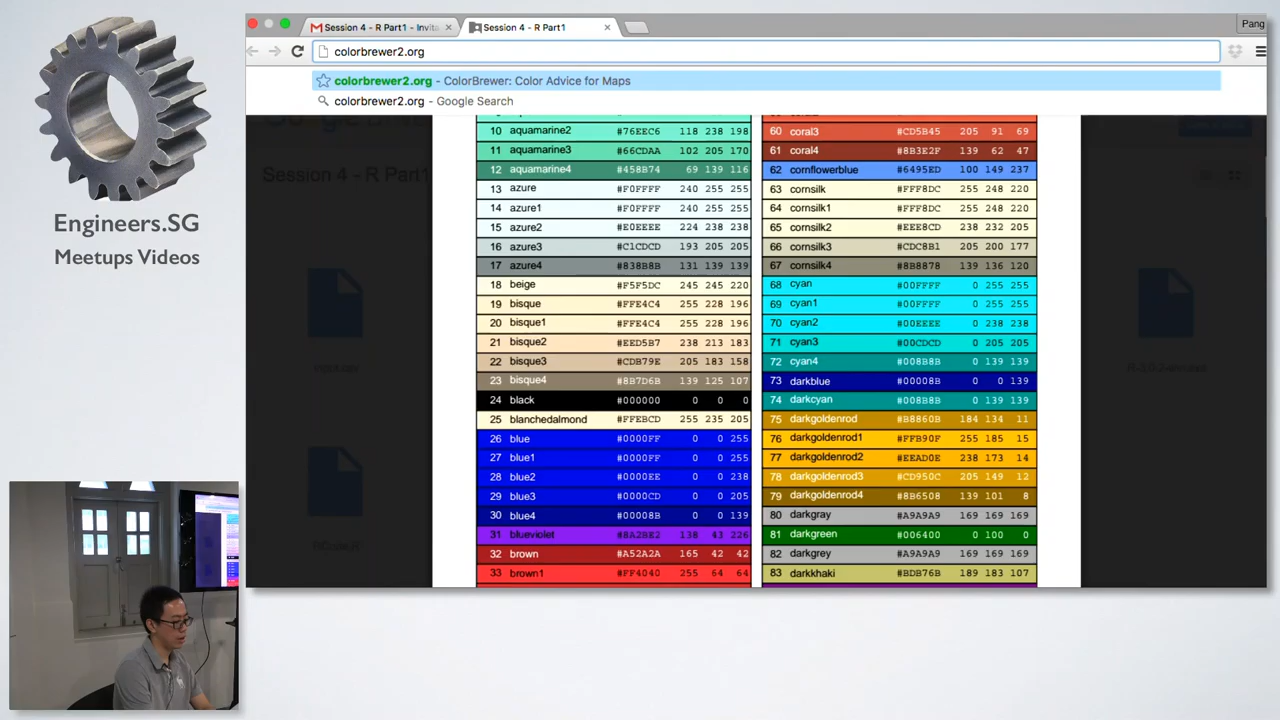 Engineers.SG
Meetups Videos
Session 4 - R Part1 - Invita
Session 4 - R Part1
Pang
colorbrewer2.org
colorbrewer2.org - ColorBrewer: Color Advice for Maps
colorbrewer2.org - Google Search
Session 4 - R Part1
10 aquamarine2 #76EEC6 118 238 198
11 aquamarine3 #66CDAA 102 205 170
12 aquamarine4 #458B74 69 139 116
13 azure #F0FFFF 240 255 255
14 azure1 #F0FFFF 240 255 255
15 azure2 #E0EEEE 224 238 238
16 azure3 #C1CDCD 193 205 205
17 azure4 #838B8B 131 139 139
18 beige #F5F5DC 245 245 220
19 bisque #FFE4C4 255 228 196
20 bisque1 #FFE4C4 255 228 196
21 bisque2 #EED5B7 238 213 183
22 bisque3 #CDB79E 205 183 158
23 bisque4 #8B7D6B 139 125 107
24 black #000000 0 0 0
25 blanchedalmond #FFEBCD 255 235 205
26 blue #0000FF 0 0 255
27 blue1 #0000FF 0 0 255
28 blue2 #0000EE 0 0 238
29 blue3 #0000CD 0 0 205
30 blue4 #00008B 0 0 139
31 blueviolet #8A2BE2 138 43 226
32 brown #A52A2A 165 42 42
33 brown1 #FF4040 255 64 64
60 coral3 #CD5B45 205 91 69
61 coral4 #8B3E2F 139 62 47
62 cornflowerblue #6495ED 100 149 237
63 cornsilk #FFF8DC 255 248 220
64 cornsilk1 #FFF8DC 255 248 220
65 cornsilk2 #EEE8CD 238 232 205
66 cornsilk3 #CDC8B1 205 200 177
67 cornsilk4 #8B8878 139 136 120
68 cyan #00FFFF 0 255 255
69 cyan1 #00FFFF 0 255 255
70 cyan2 #00EEEE 0 238 238
71 cyan3 #00CDCD 0 205 205
72 cyan4 #008B8B 0 139 139
73 darkblue #00008B 0 0 139
74 darkcyan #008B8B 0 139 139
75 darkgoldenrod #B8860B 184 134 11
76 darkgoldenrod1 #FFB90F 255 185 15
77 darkgoldenrod2 #EEAD0E 238 173 14
78 darkgoldenrod3 #CD950C 205 149 12
79 darkgoldenrod4 #8B6508 139 101 8
80 darkgray #A9A9A9 169 169 169
81 darkgreen #006400 0 100 0
82 darkgrey #A9A9A9 169 169 169
83 darkkhaki #BDB76B 189 183 107